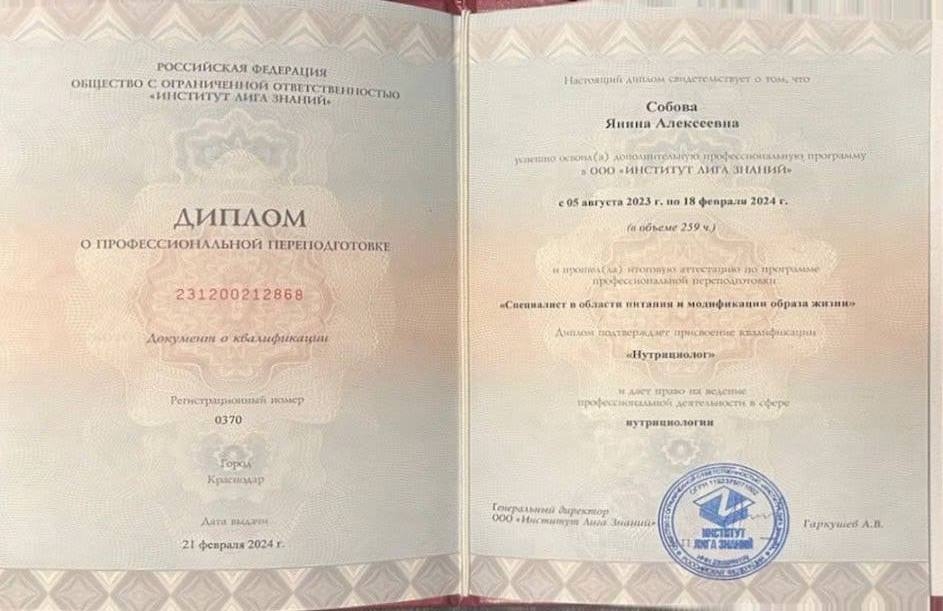 РОССИЙСКАЯ ФЕДЕРАЦИЯ
ОБЩЕСТВО С ОГРАНИЧЕННОЙ ОТВЕТСТВЕННОСТЬЮ
«ИНСТИТУТ ЛИГА ЗНАНИЙ»
ДИПЛОМ
О ПРОФЕССИОНАЛЬНОЙ ПЕРЕПОДГОТОВКЕ
231200212868
Документ о квалификации
Регистрационный номер
0370
Город
Краснодар
Дата выдачи
21 февраля 2024 г.
Настоящий диплом свидетельствует о том, что
Собова
Янина Алексеевна
успешно освоил(а) дополнительную профессиональную программу
в ООО «ИНСТИТУТ ЛИГА ЗНАНИЙ»
с 05 августа 2023 г. по 18 февраля 2024 г.
(в объеме 259 ч.)
и прошел(ла) итоговую аттестацию по программе
профессиональной переподготовки
«Специалист в области питания и модификации образа жизни»
Диплом подтверждает присвоение квалификации
«Нутрициолог»
и дает право на ведение
профессиональной деятельности в сфере
нутрициологии
Генеральный директор
ООО «Институт Лига Знаний»
Гаркушев А.В.
ИНСТИТУТ
ЛИГА ЗНАНИЙ